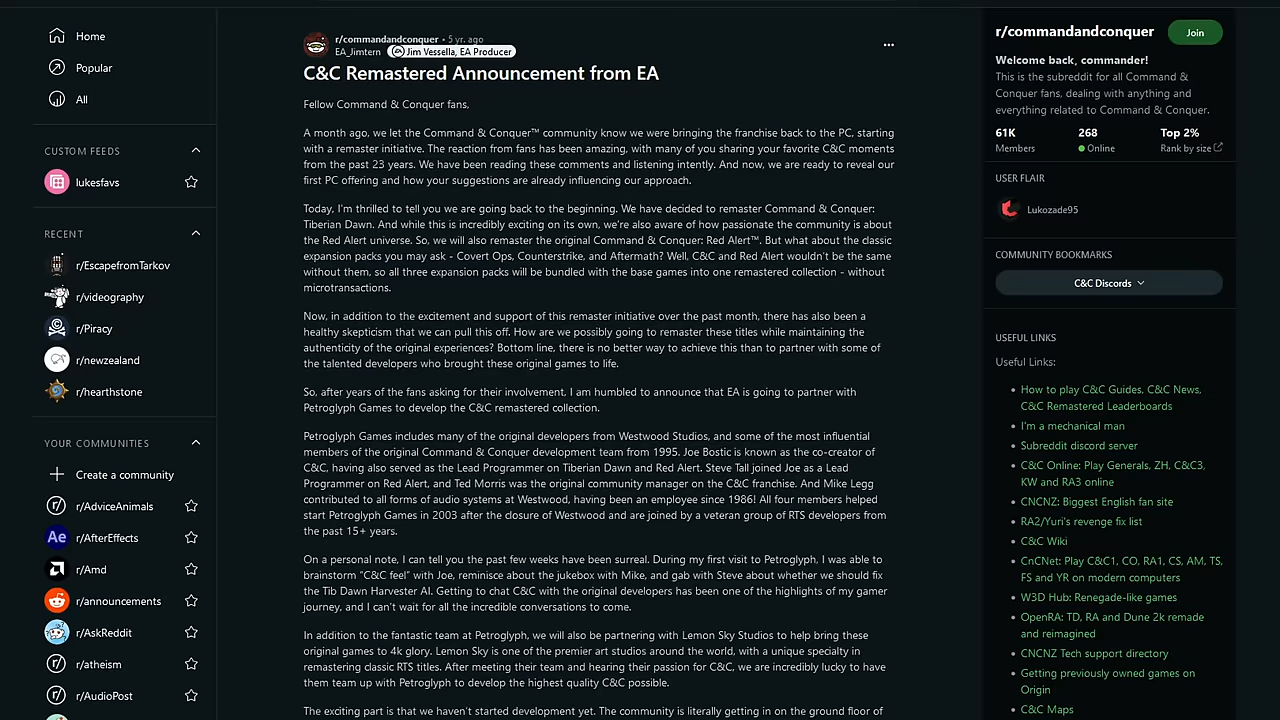 Home
Popular
All
CUSTOM FEEDS
lukesfavs
RECENT
r/EscapefromTarkov
r/videography
r/Piracy
r/newzealand
r/hearthstone
YOUR COMMUNITIES
Create a community
r/AdviceAnimals
Ae r/AfterEffects
r/Amd
r/announcements
r/AskReddit
r/atheism
r/AudioPost
r/commandandconquer • 5 yr. ago
EA_Jimtern Jim Vessella, EA Producer
C&C Remastered Announcement from EA
Fellow Command & Conquer fans,
A month ago, we let the Command & Conquer™ community know we were bringing the franchise back to the PC, starting
with a remaster initiative. The reaction from fans has been amazing, with many of you sharing your favorite C&C moments
from the past 23 years. We have been reading these comments and listening intently. And now, we are ready to reveal our
first PC offering and how your suggestions are already influencing our approach.
Today, I'm thrilled to tell you we are going back to the beginning. We have decided to remaster Command & Conquer:
Tiberian Dawn. And while this is incredibly exciting on its own, we're also aware of how passionate the community is about
the Red Alert universe. So, we will also remaster the original Command & Conquer: Red Alert™. But what about the classic
expansion packs you may ask - Covert Ops, Counterstrike, and Aftermath? Well, C&C and Red Alert wouldn't be the same
without them, so all three expansion packs will be bundled with the base games into one remastered collection - without
microtransactions.
Now, in addition to the excitement and support of this remaster initiative over the past month, there has also been a
healthy skepticism that we can pull this off. How are we possibly going to remaster these titles while maintaining the
authenticity of the original experiences? Bottom line, there is no better way to achieve this than to partner with some of
the talented developers who brought these original games to life.
So, after years of the fans asking for their involvement, I am humbled to announce that EA is going to partner with
Petroglyph Games to develop the C&C remastered collection.
Petroglyph Games includes many of the original developers from Westwood Studios, and some of the most influential
members of the original Command & Conquer development team from 1995. Joe Bostic is known as the co-creator of
C&C, having also served as the Lead Programmer on Tiberian Dawn and Red Alert. Steve Tall joined Joe as a Lead
Programmer on Red Alert, and Ted Morris was the original community manager on the C&C franchise. And Mike Legg
contributed to all forms of audio systems at Westwood, having been an employee since 1986! All four members helped
start Petroglyph Games in 2003 after the closure of Westwood and are joined by a veteran group of RTS developers from
the past 15+ years.
On a personal note, I can tell you the past few weeks have been surreal. During my first visit to Petroglyph, I was able to
brainstorm "C&C feel" with Joe, reminisce about the jukebox with Mike, and gab with Steve about whether we should fix
the Tib Dawn Harvester AI. Getting to chat C&C with the original developers has been one of the highlights of my gamer
journey, and I can't wait for all the incredible conversations to come.
In addition to the fantastic team at Petroglyph, we will also be partnering with Lemon Sky Studios to help bring these
original games to 4k glory. Lemon Sky is one of the premier art studios around the world, with a unique specialty in
remastering classic RTS titles. After meeting their team and hearing their passion for C&C, we are incredibly lucky to have
them team up with Petroglyph to develop the highest quality C&C possible.
The exciting part is that we haven't started development yet. The community is literally getting in on the ground floor of
r/commandandconquer Join
Welcome back, commander!
This is the subreddit for all Command &
Conquer fans, dealing with anything and
everything related to Command & Conquer.
61K 268 Top 2%
Members Online Rank by size
USER FLAIR
Lukozade95
COMMUNITY BOOKMARKS
C&C Discords
USEFUL LINKS
Useful Links:
• How to play C&C Guides, C&C News,
C&C Remastered Leaderboards
• I'm a mechanical man
• Subreddit discord server
• C&C Online: Play Generals, ZH, C&C3,
KW and RA3 online
• CNCNZ: Biggest English fan site
• RA2/Yuri's revenge fix list
• C&C Wiki
• CnCNet: Play C&C1, CO, RA1, CS, AM, TS,
FS and YR on modern computers
• W3D Hub: Renegade-like games
• OpenRA: TD, RA and Dune 2k remade
and reimagined
• CNCNZ Tech support directory
• Getting previously owned games on
Origin
• C&C Maps